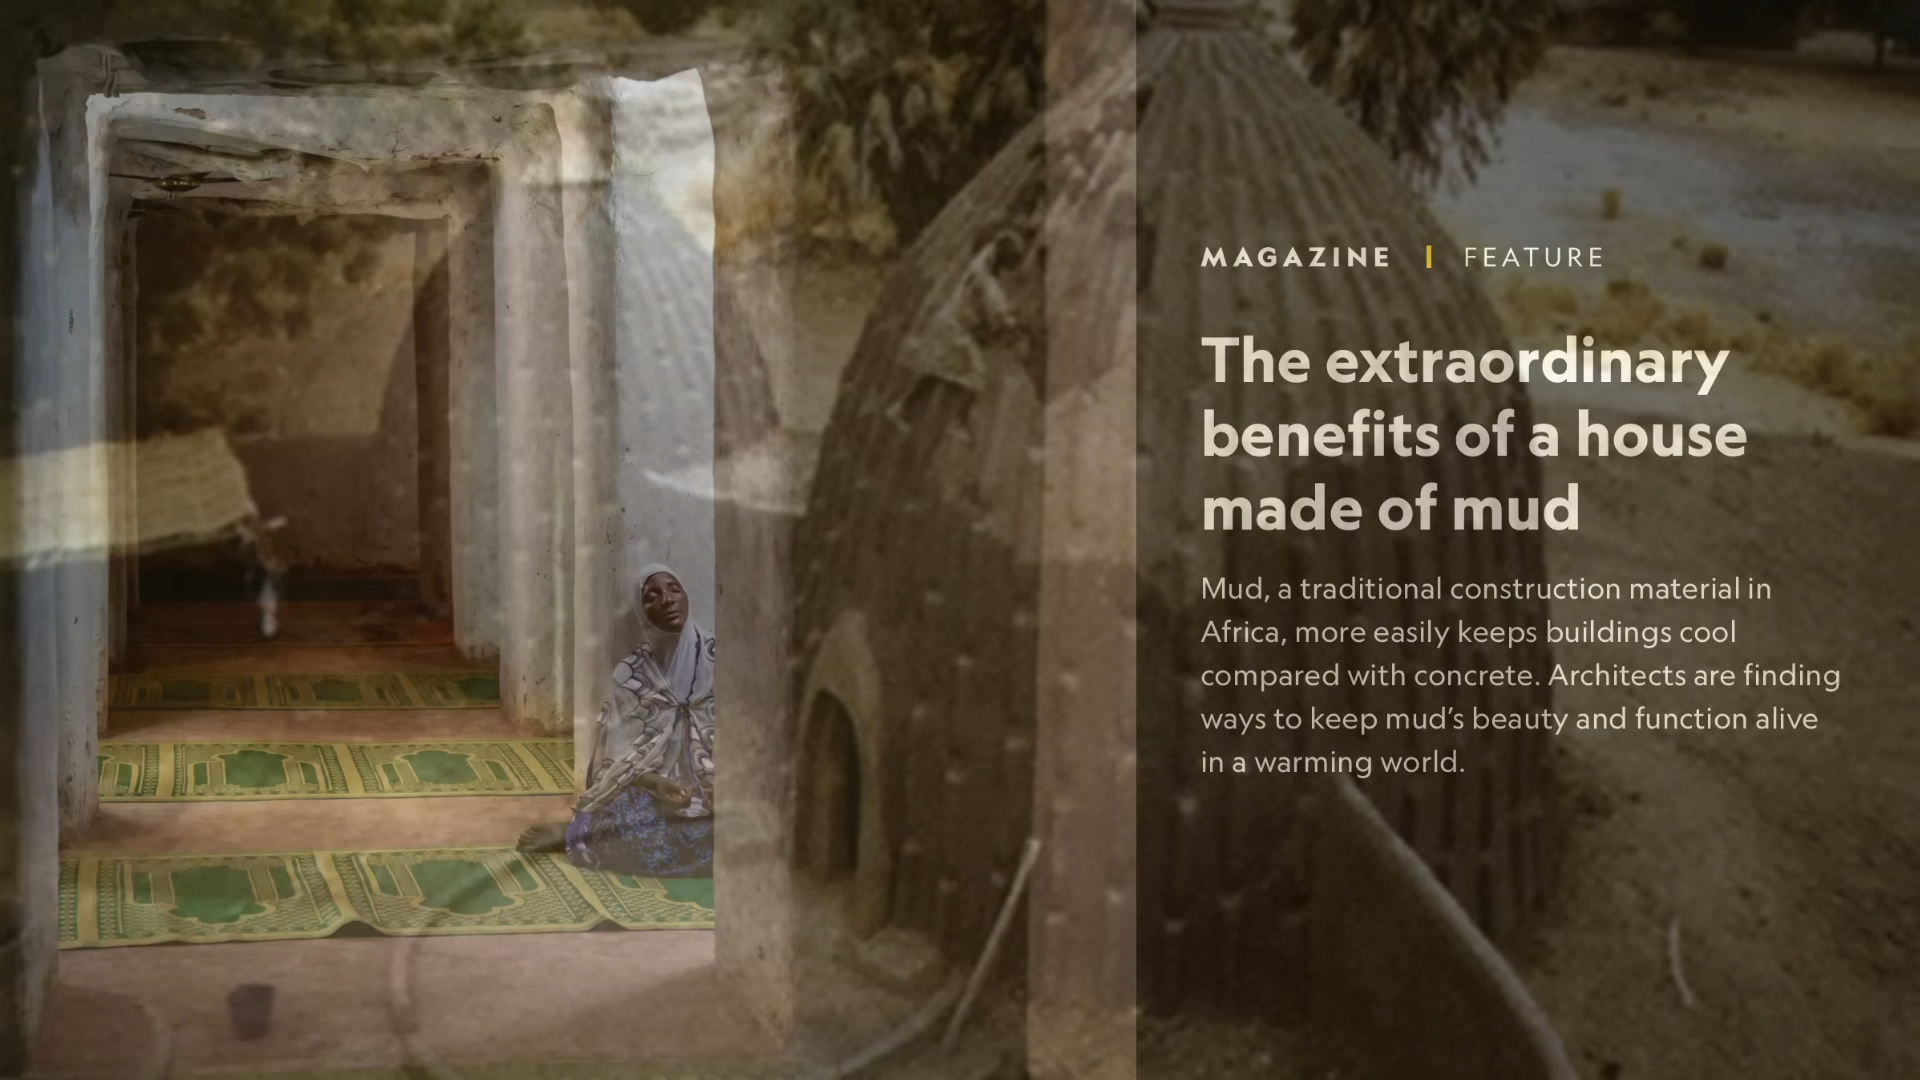 MAGAZINE | FEATURE
The extraordinary
benefits of a house
made of mud
Mud, a traditional construction material in
Africa, more easily keeps buildings cool
compared with concrete. Architects are finding
ways to keep mud’s beauty and function alive
in a warming world.